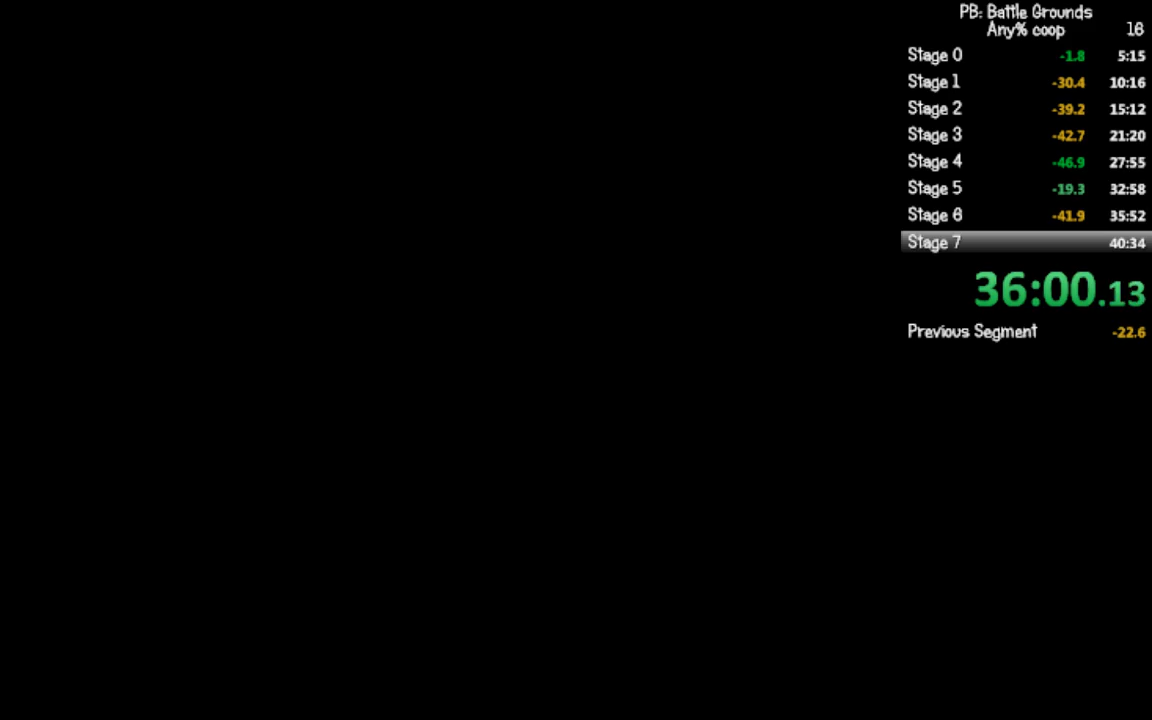 PB: Battle Grounds
Any% coop 16
Stage 0 -1.8 5:15
Stage 1 -30.4 10:16
Stage 2 -39.2 15:12
Stage 3 -42.7 21:20
Stage 4 -46.9 27:55
Stage 5 -19.3 32:58
Stage 6 -41.9 35:52
Stage 7 40:34
36:00.13
Previous Segment -22.6